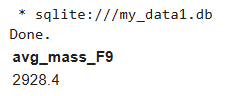 * sqlite:///my_data1.db
Done.
avg_mass_F9
2928.4